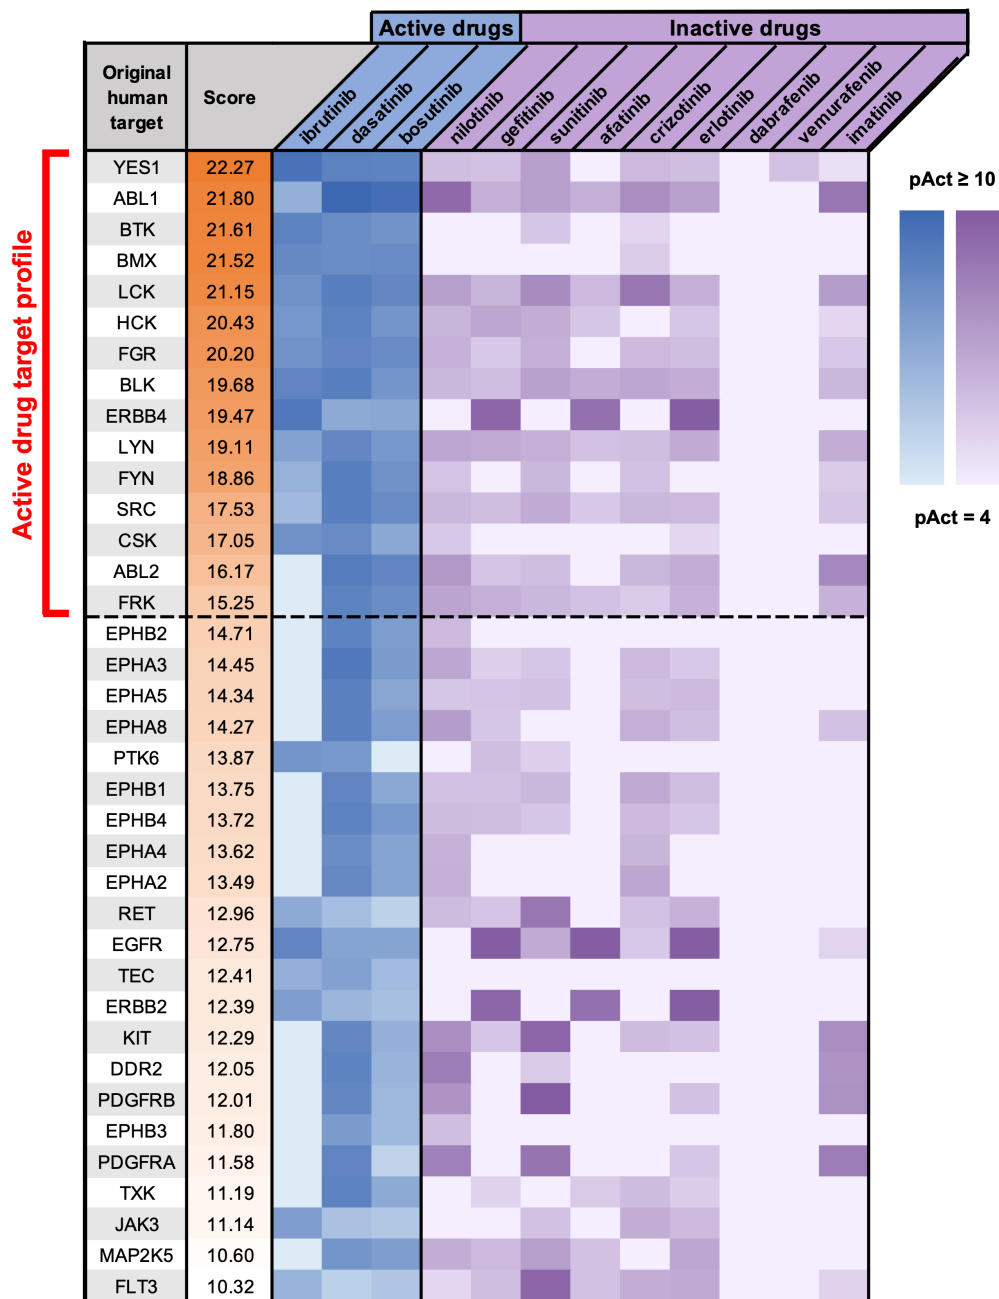 Active drugs
Inactive drugs
Original
human
target
Score
ibrutinib
dasatinib
bosutinib
nilotinib
gefitinib
sunitinib
afatinib
crizotinib
erlotinib
dabrafenib
vemurafenib
imatinib
Active drug target profile
YES1 22.27
ABL1 21.80
BTK 21.61
BMX 21.52
LCK 21.15
HCK 20.43
FGR 20.20
BLK 19.68
ERBB4 19.47
LYN 19.11
FYN 18.86
SRC 17.53
CSK 17.05
ABL2 16.17
FRK 15.25
EPHB2 14.71
EPHA3 14.45
EPHA5 14.34
EPHA8 14.27
PTK6 13.87
EPHB1 13.75
EPHB4 13.72
EPHA4 13.62
EPHA2 13.49
RET 12.96
EGFR 12.75
TEC 12.41
ERBB2 12.39
KIT 12.29
DDR2 12.05
PDGFRB 12.01
EPHB3 11.80
PDGFRA 11.58
TXK 11.19
JAK3 11.14
MAP2K5 10.60
FLT3 10.32
pAct ≥ 10
pAct = 4